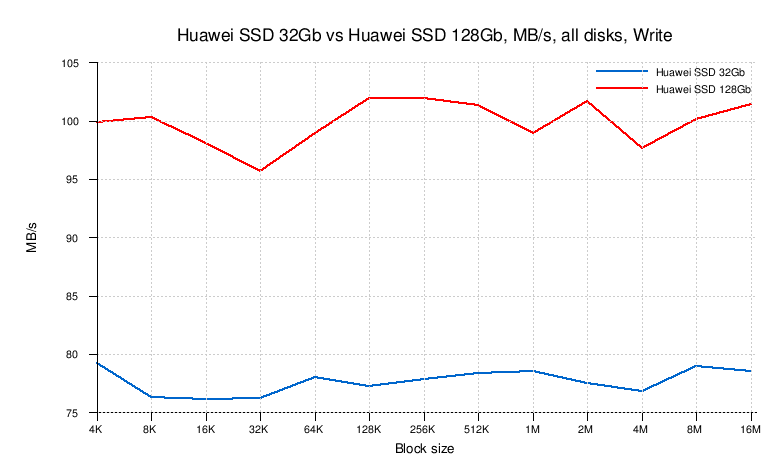 Huawei SSD 32Gb vs Huawei SSD 128Gb, MB/s, all disks, Write
Huawei SSD 32Gb
Huawei SSD 128Gb
MB/s
105
100
95
90
85
80
75
4K 8K 16K 32K 64K 128K 256K 512K 1M 2M 4M 8M 16M
Block size